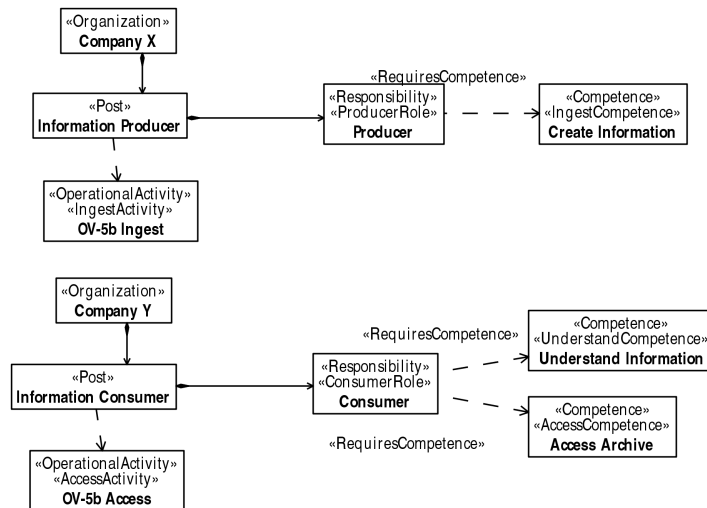 «Organization»
Company X
«RequiresCompetence»
«Post»
Information Producer
«Responsibility»
«ProducerRole»
Producer
«Competence»
«IngestCompetence»
Create Information
«OperationalActivity»
«IngestActivity»
OV-5b Ingest
«Organization»
Company Y
«RequiresCompetence»
«Competence»
«UnderstandCompetence»
Understand Information
«Post»
Information Consumer
«Responsibility»
«ConsumerRole»
Consumer
«Competence»
«AccessCompetence»
Access Archive
«RequiresCompetence»
«OperationalActivity»
«AccessActivity»
OV-5b Access